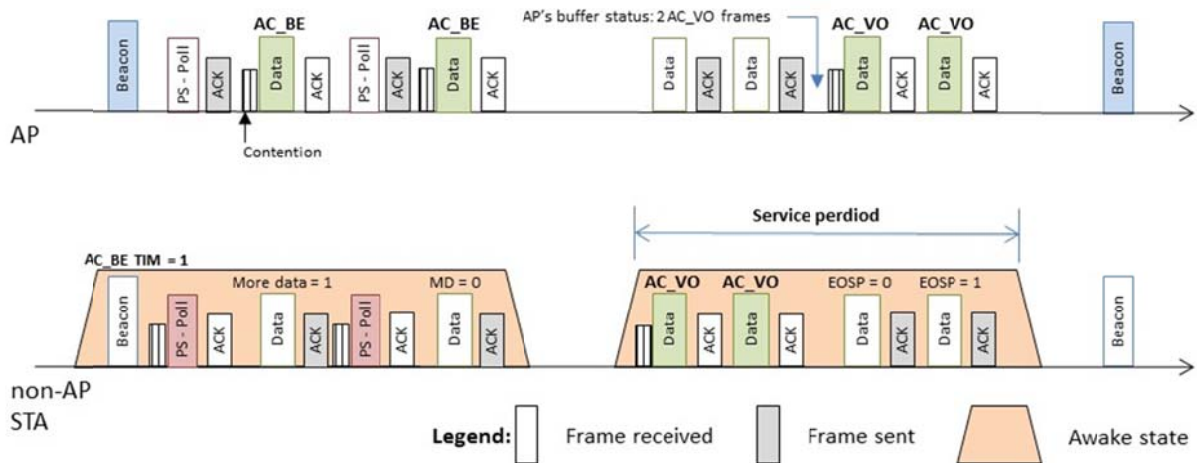 AC_BE AC_BE AP's buffer status: 2 AC_VO frames AC_VO AC_VO
Beacon PS - Poll ACK Data ACK PS - Poll ACK Data ACK Data ACK Data ACK Data ACK Data ACK Beacon
AP
Contention
Service perdiod
AC_BE TIM = 1
More data = 1 MD = 0 AC_VO AC_VO EOSP = 0 EOSP = 1
Beacon PS - Poll ACK Data ACK PS - Poll ACK Data ACK Data ACK Data ACK Data ACK Data ACK Beacon
non-AP
STA
Legend: Frame received Frame sent Awake state